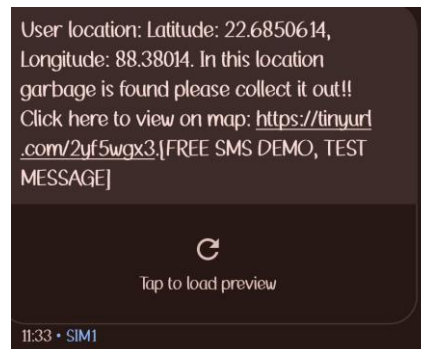 User location: Latitude: 22.6850614,
Longitude: 88.38014. In this location
garbage is found please collect it out!!
Click here to view on map: https://tinyurl
.com/2yf5wgx3.[FREE SMS DEMO, TEST
MESSAGE]
Tap to load preview
11:33 • SIM1